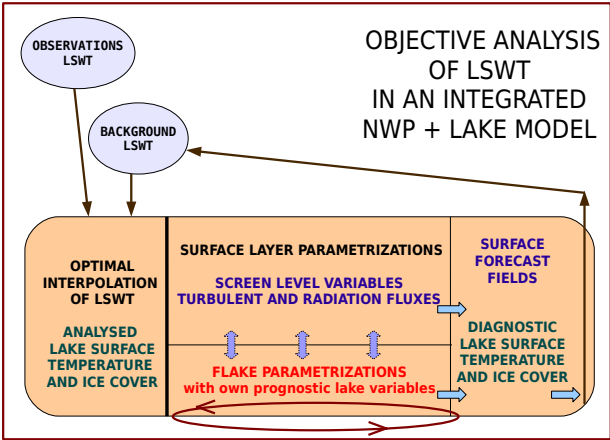 OBSERVATIONS
LSWT
BACKGROUND
LSWT
OBJECTIVE ANALYSIS
OF LSWT
IN AN INTEGRATED
NWP + LAKE MODEL
OPTIMAL
INTERPOLATION
OF LSWT
ANALYSED
LAKE SURFACE
TEMPERATURE
AND ICE COVER
SURFACE LAYER PARAMETRIZATIONS
SCREEN LEVEL VARIABLES
TURBULENT AND RADIATION FLUXES
FLAKE PARAMETRIZATIONS
with own prognostic lake variables
SURFACE
FORECAST
FIELDS
DIAGNOSTIC
LAKE SURFACE
TEMPERATURE
AND ICE COVER